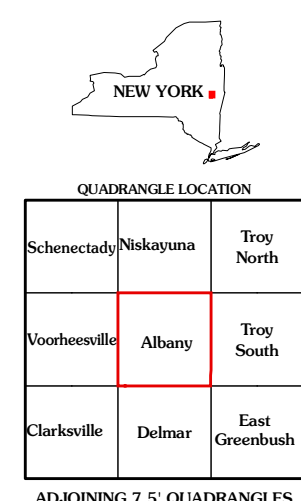 NEW YORK
QUADRANGLE LOCATION
Schenectady
Niskayuna
Troy
North
Voorheesville
Albany
Troy
South
Clarksville
Delmar
East
Greenbush
ADJOINING 7.5' QUADRANGLES